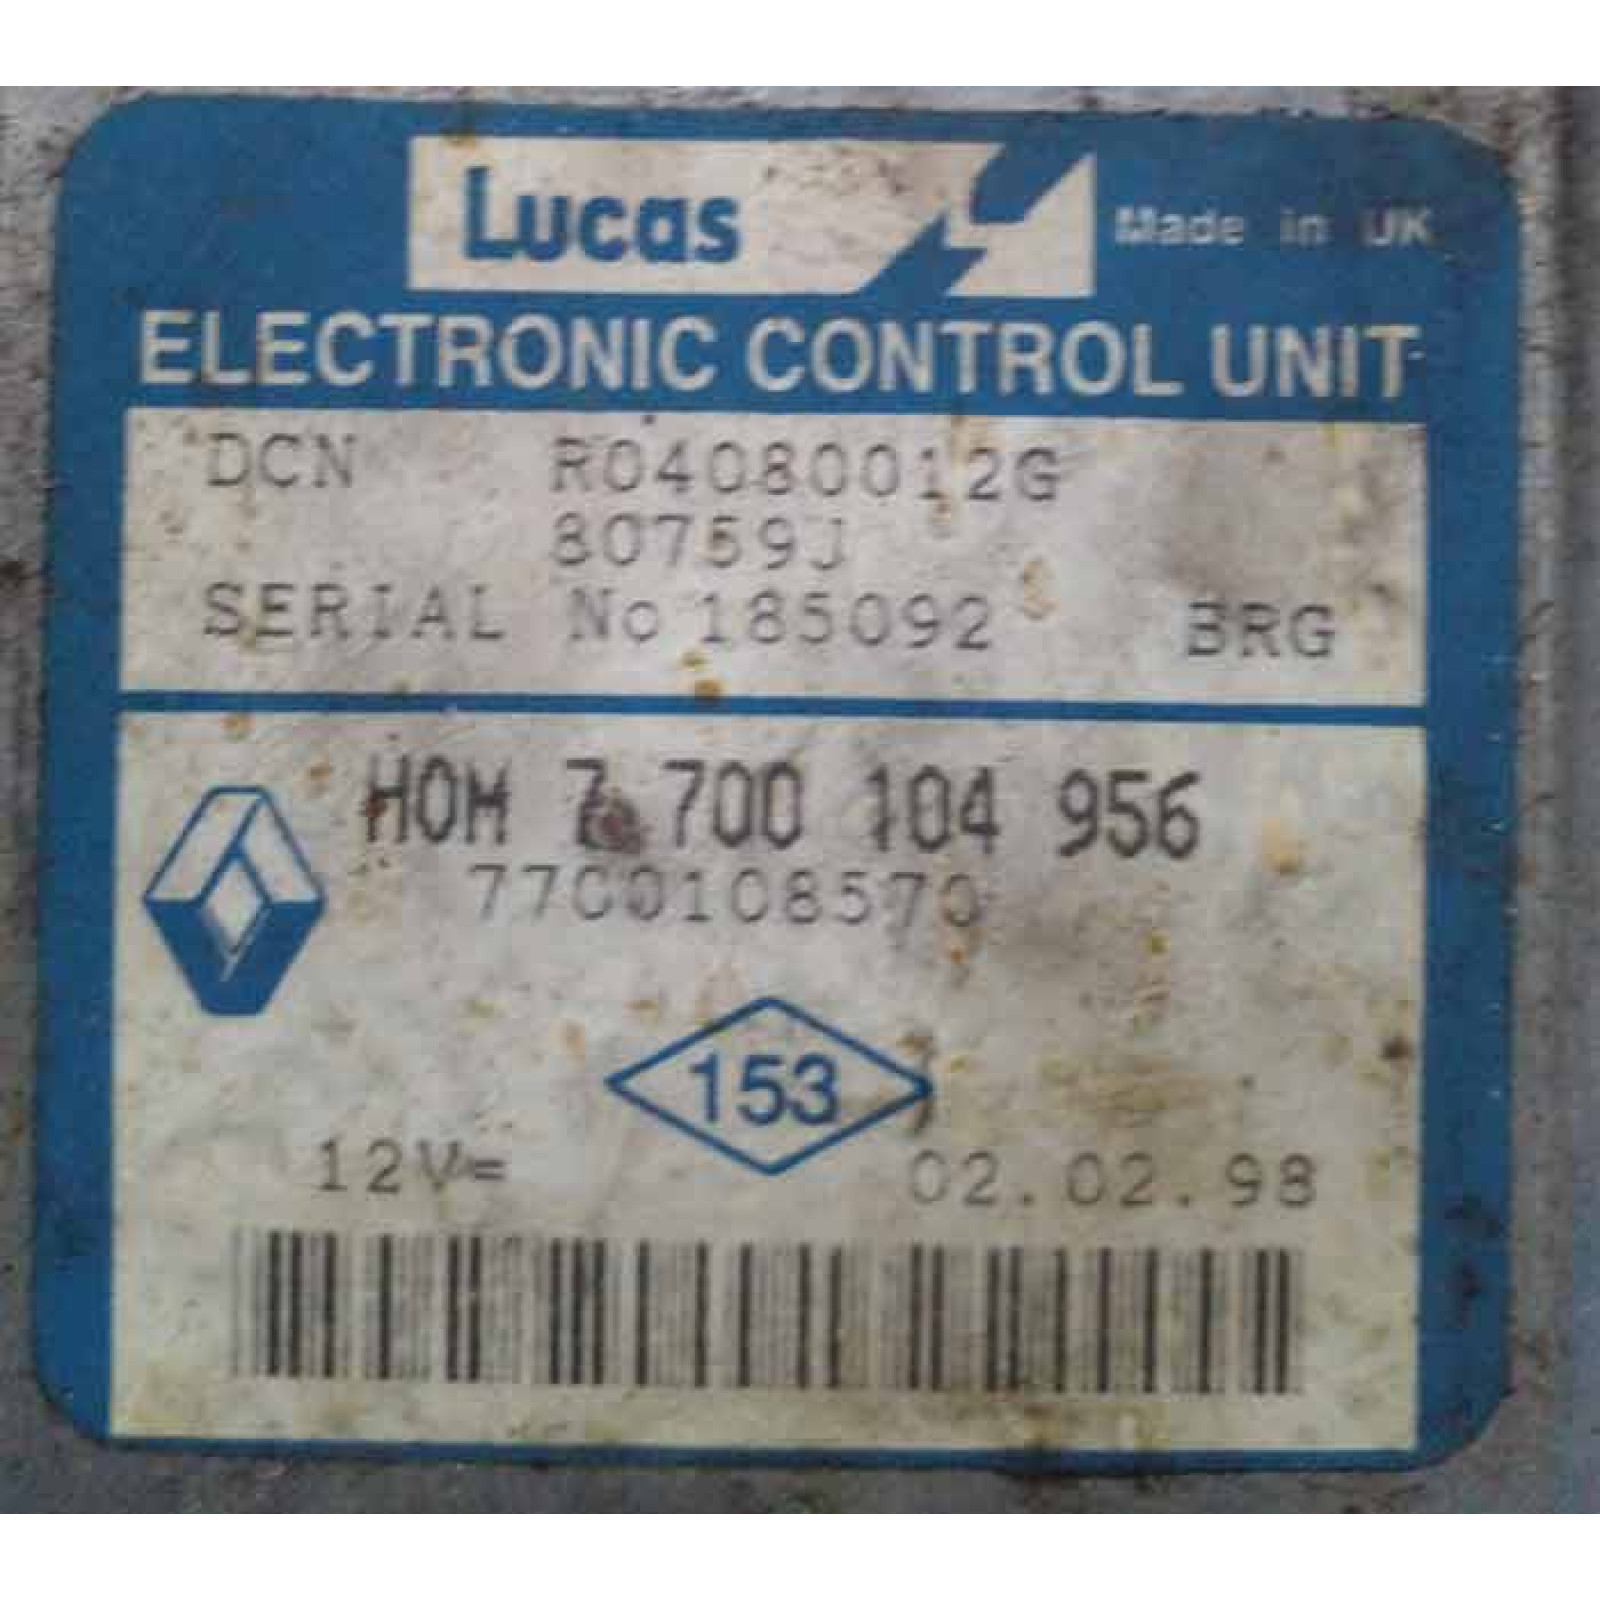 Lucas Made in UK
ELECTRONIC CONTROL UNIT
DCN R04080012G
80759J
SERIAL No 185092 BRG
HOM 7 700 104 956
7700108570
153
12V= 02.02.98